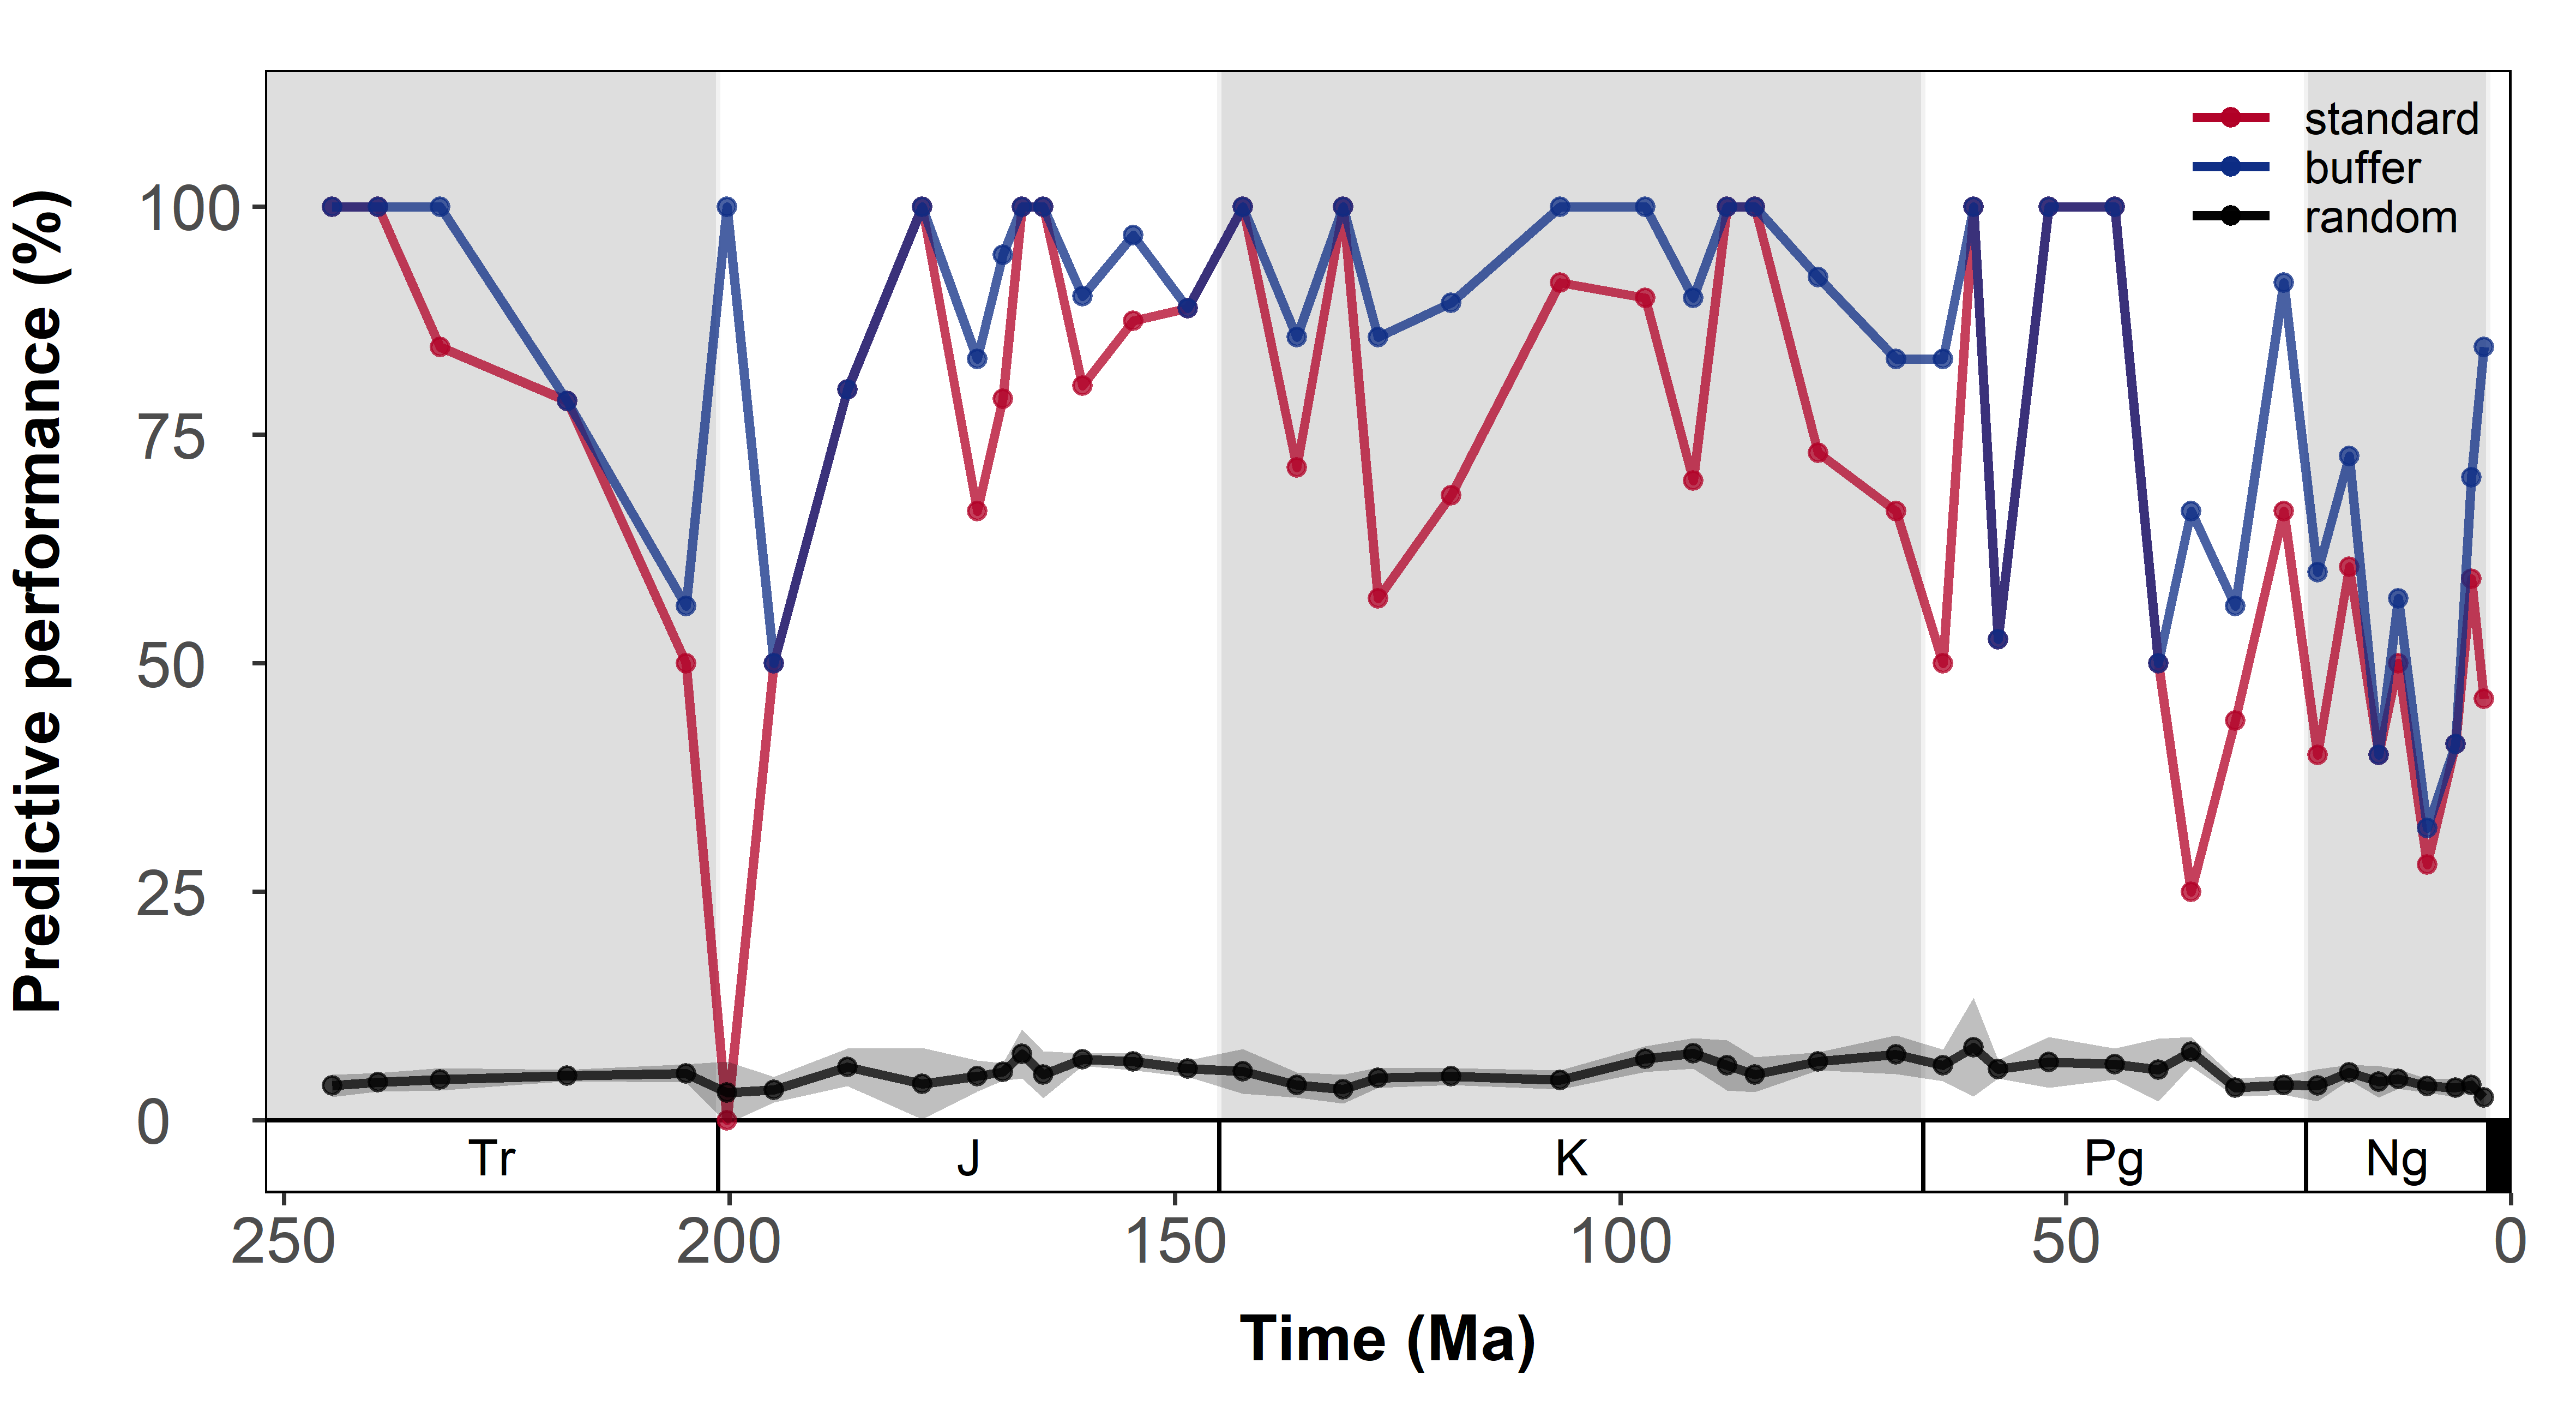 standard
buffer
random
Predictive performance (%)
100
75
50
25
0
Tr J K Pg Ng
250 200 150 100 50 0
Time (Ma)